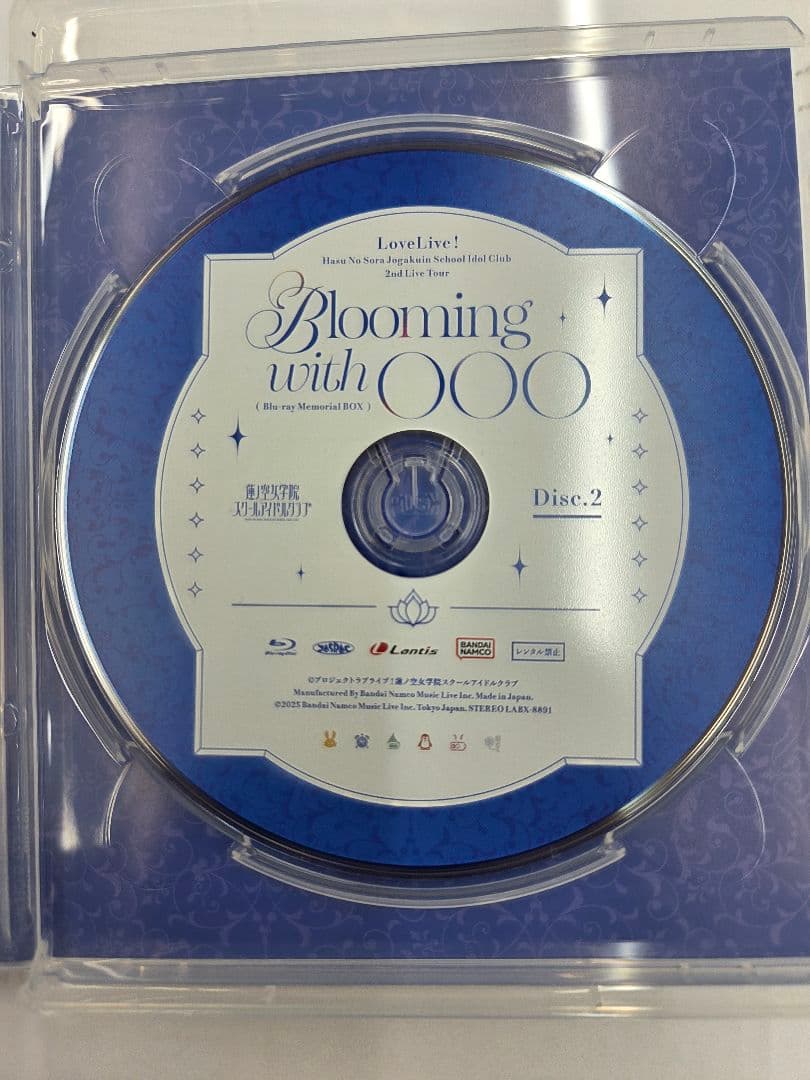 LoveLive!
Hasu No Sora Jogakuin School Idol Club
2nd Live Tour
Blooming
with ○○○
( Blu-ray Memorial BOX )
蓮ノ空女学院
スクールアイドルクラブ
Disc.2
Blu-ray Disc
JASRAC
Lantis
BANDAI
NAMCO
レンタル禁止
©プロジェクトラブライブ!蓮ノ空女学院スクールアイドルクラブ
Manufactured By Bandai Namco Music Live Inc. Made in Japan.
©2025 Bandai Namco Music Live Inc. Tokyo Japan. STEREO LABX-8891